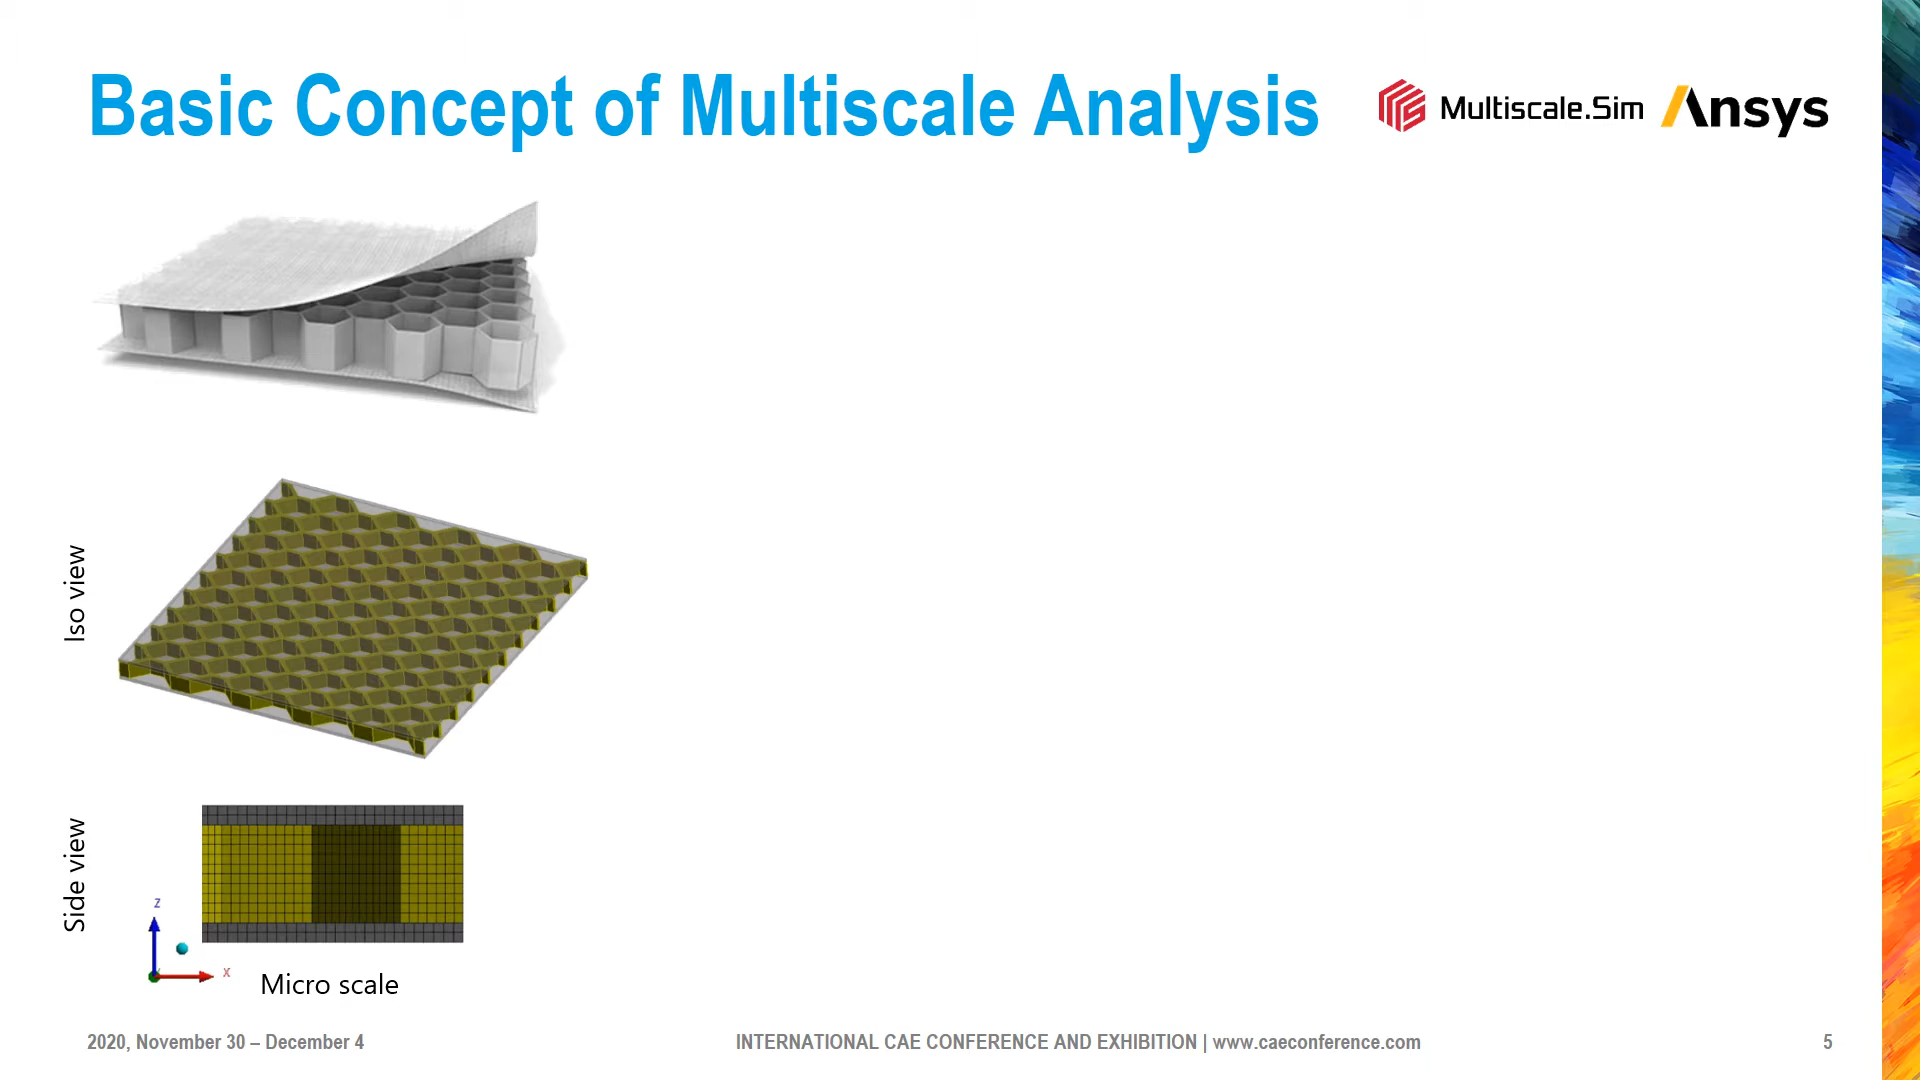 Basic Concept of Multiscale Analysis
Multiscale.Sim
Ansys
Iso view
Side view
Z
X
Micro scale
2020, November 30 – December 4
INTERNATIONAL CAE CONFERENCE AND EXHIBITION | www.caeconference.com
5